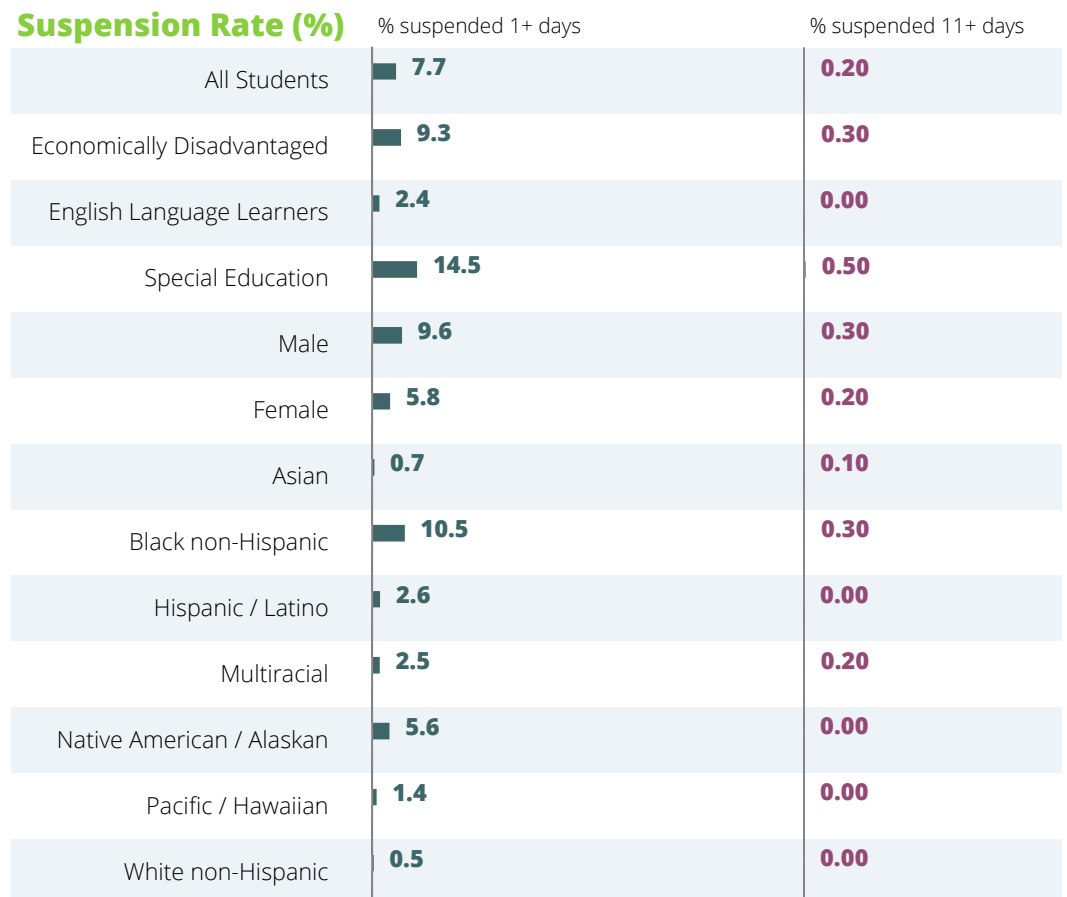 Suspension Rate (%) % suspended 1+ days % suspended 11+ days
All Students 7.7 0.20
Economically Disadvantaged 9.3 0.30
English Language Learners 2.4 0.00
Special Education 14.5 0.50
Male 9.6 0.30
Female 5.8 0.20
Asian 0.7 0.10
Black non-Hispanic 10.5 0.30
Hispanic / Latino 2.6 0.00
Multiracial 2.5 0.20
Native American / Alaskan 5.6 0.00
Pacific / Hawaiian 1.4 0.00
White non-Hispanic 0.5 0.00